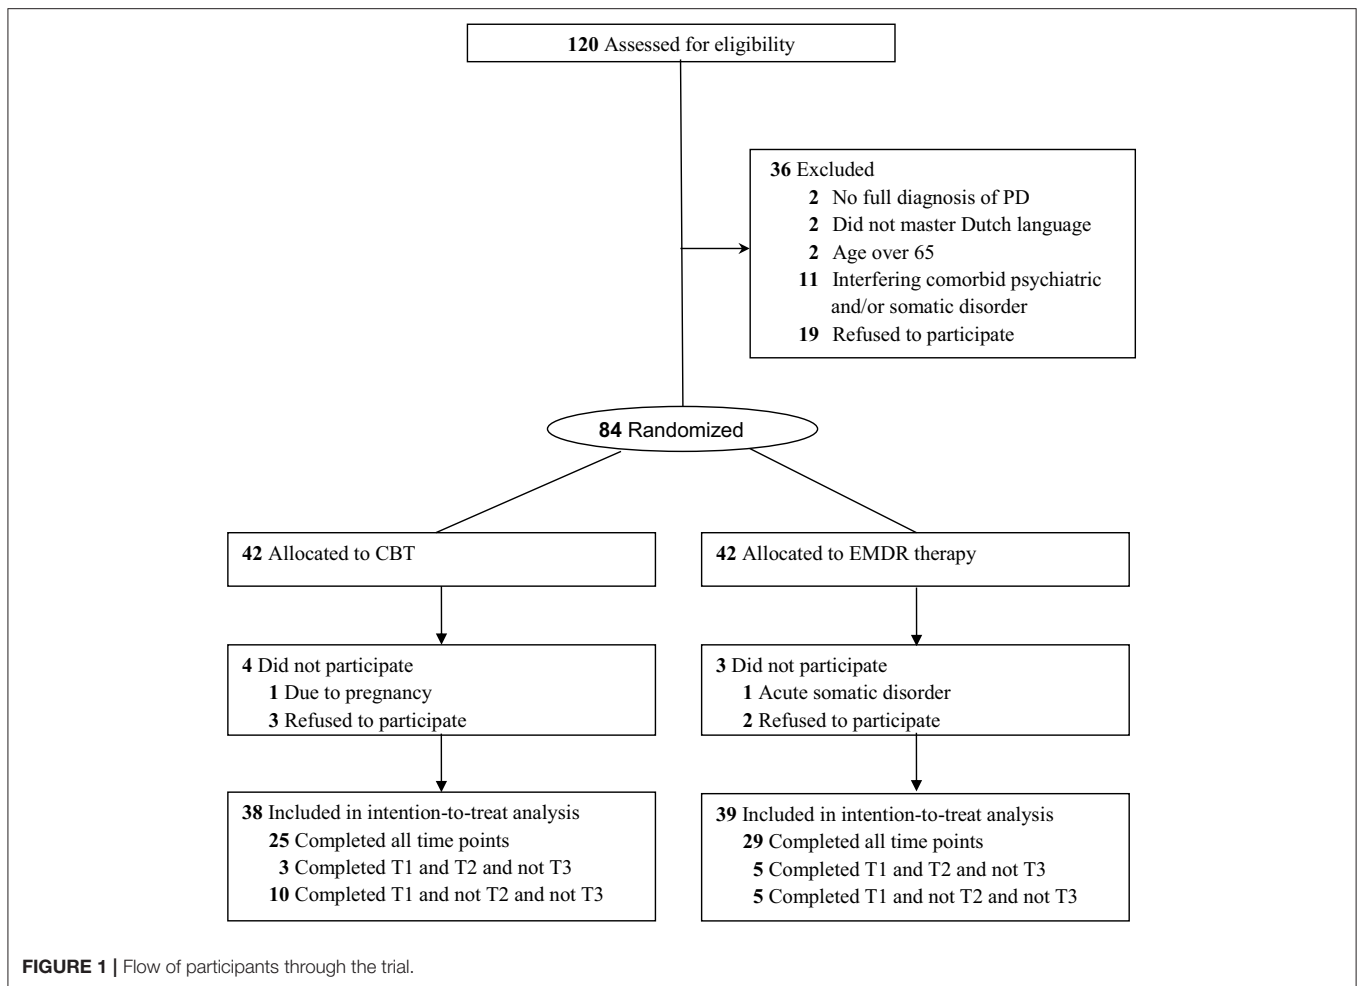 120 Assessed for eligibility
36 Excluded
2 No full diagnosis of PD
2 Did not master Dutch language
2 Age over 65
11 Interfering comorbid psychiatric
and/or somatic disorder
19 Refused to participate
84 Randomized
42 Allocated to CBT
42 Allocated to EMDR therapy
4 Did not participate
1 Due to pregnancy
3 Refused to participate
3 Did not participate
1 Acute somatic disorder
2 Refused to participate
38 Included in intention-to-treat analysis
25 Completed all time points
3 Completed T1 and T2 and not T3
10 Completed T1 and not T2 and not T3
39 Included in intention-to-treat analysis
29 Completed all time points
5 Completed T1 and T2 and not T3
5 Completed T1 and not T2 and not T3
FIGURE 1 | Flow of participants through the trial.